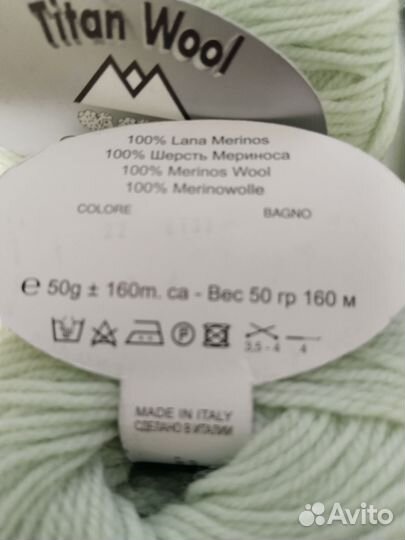 Titan Wool
100% Lana Merinos
100% Шерсть Мериноса
100% Merinos Wool
100% Merinowolle
COLORE BAGNO
22
e 50g ± 160m. ca - Вес 50 гр 160 м
P
3,5 - 4 4
MADE IN ITALY
СДЕЛАНО В ИТАЛИИ
Avito